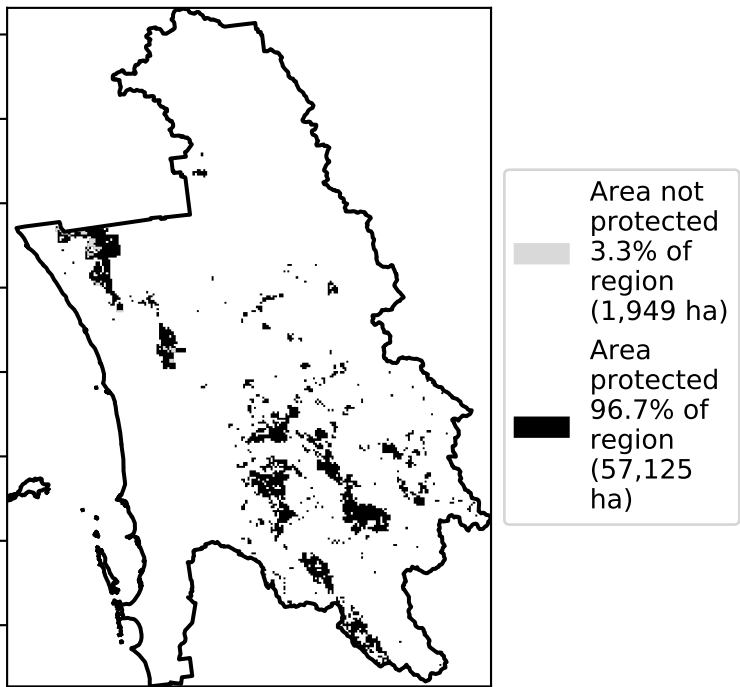 Area not
protected
3.3% of
region
(1,949 ha)
Area
protected
96.7% of
region
(57,125
ha)